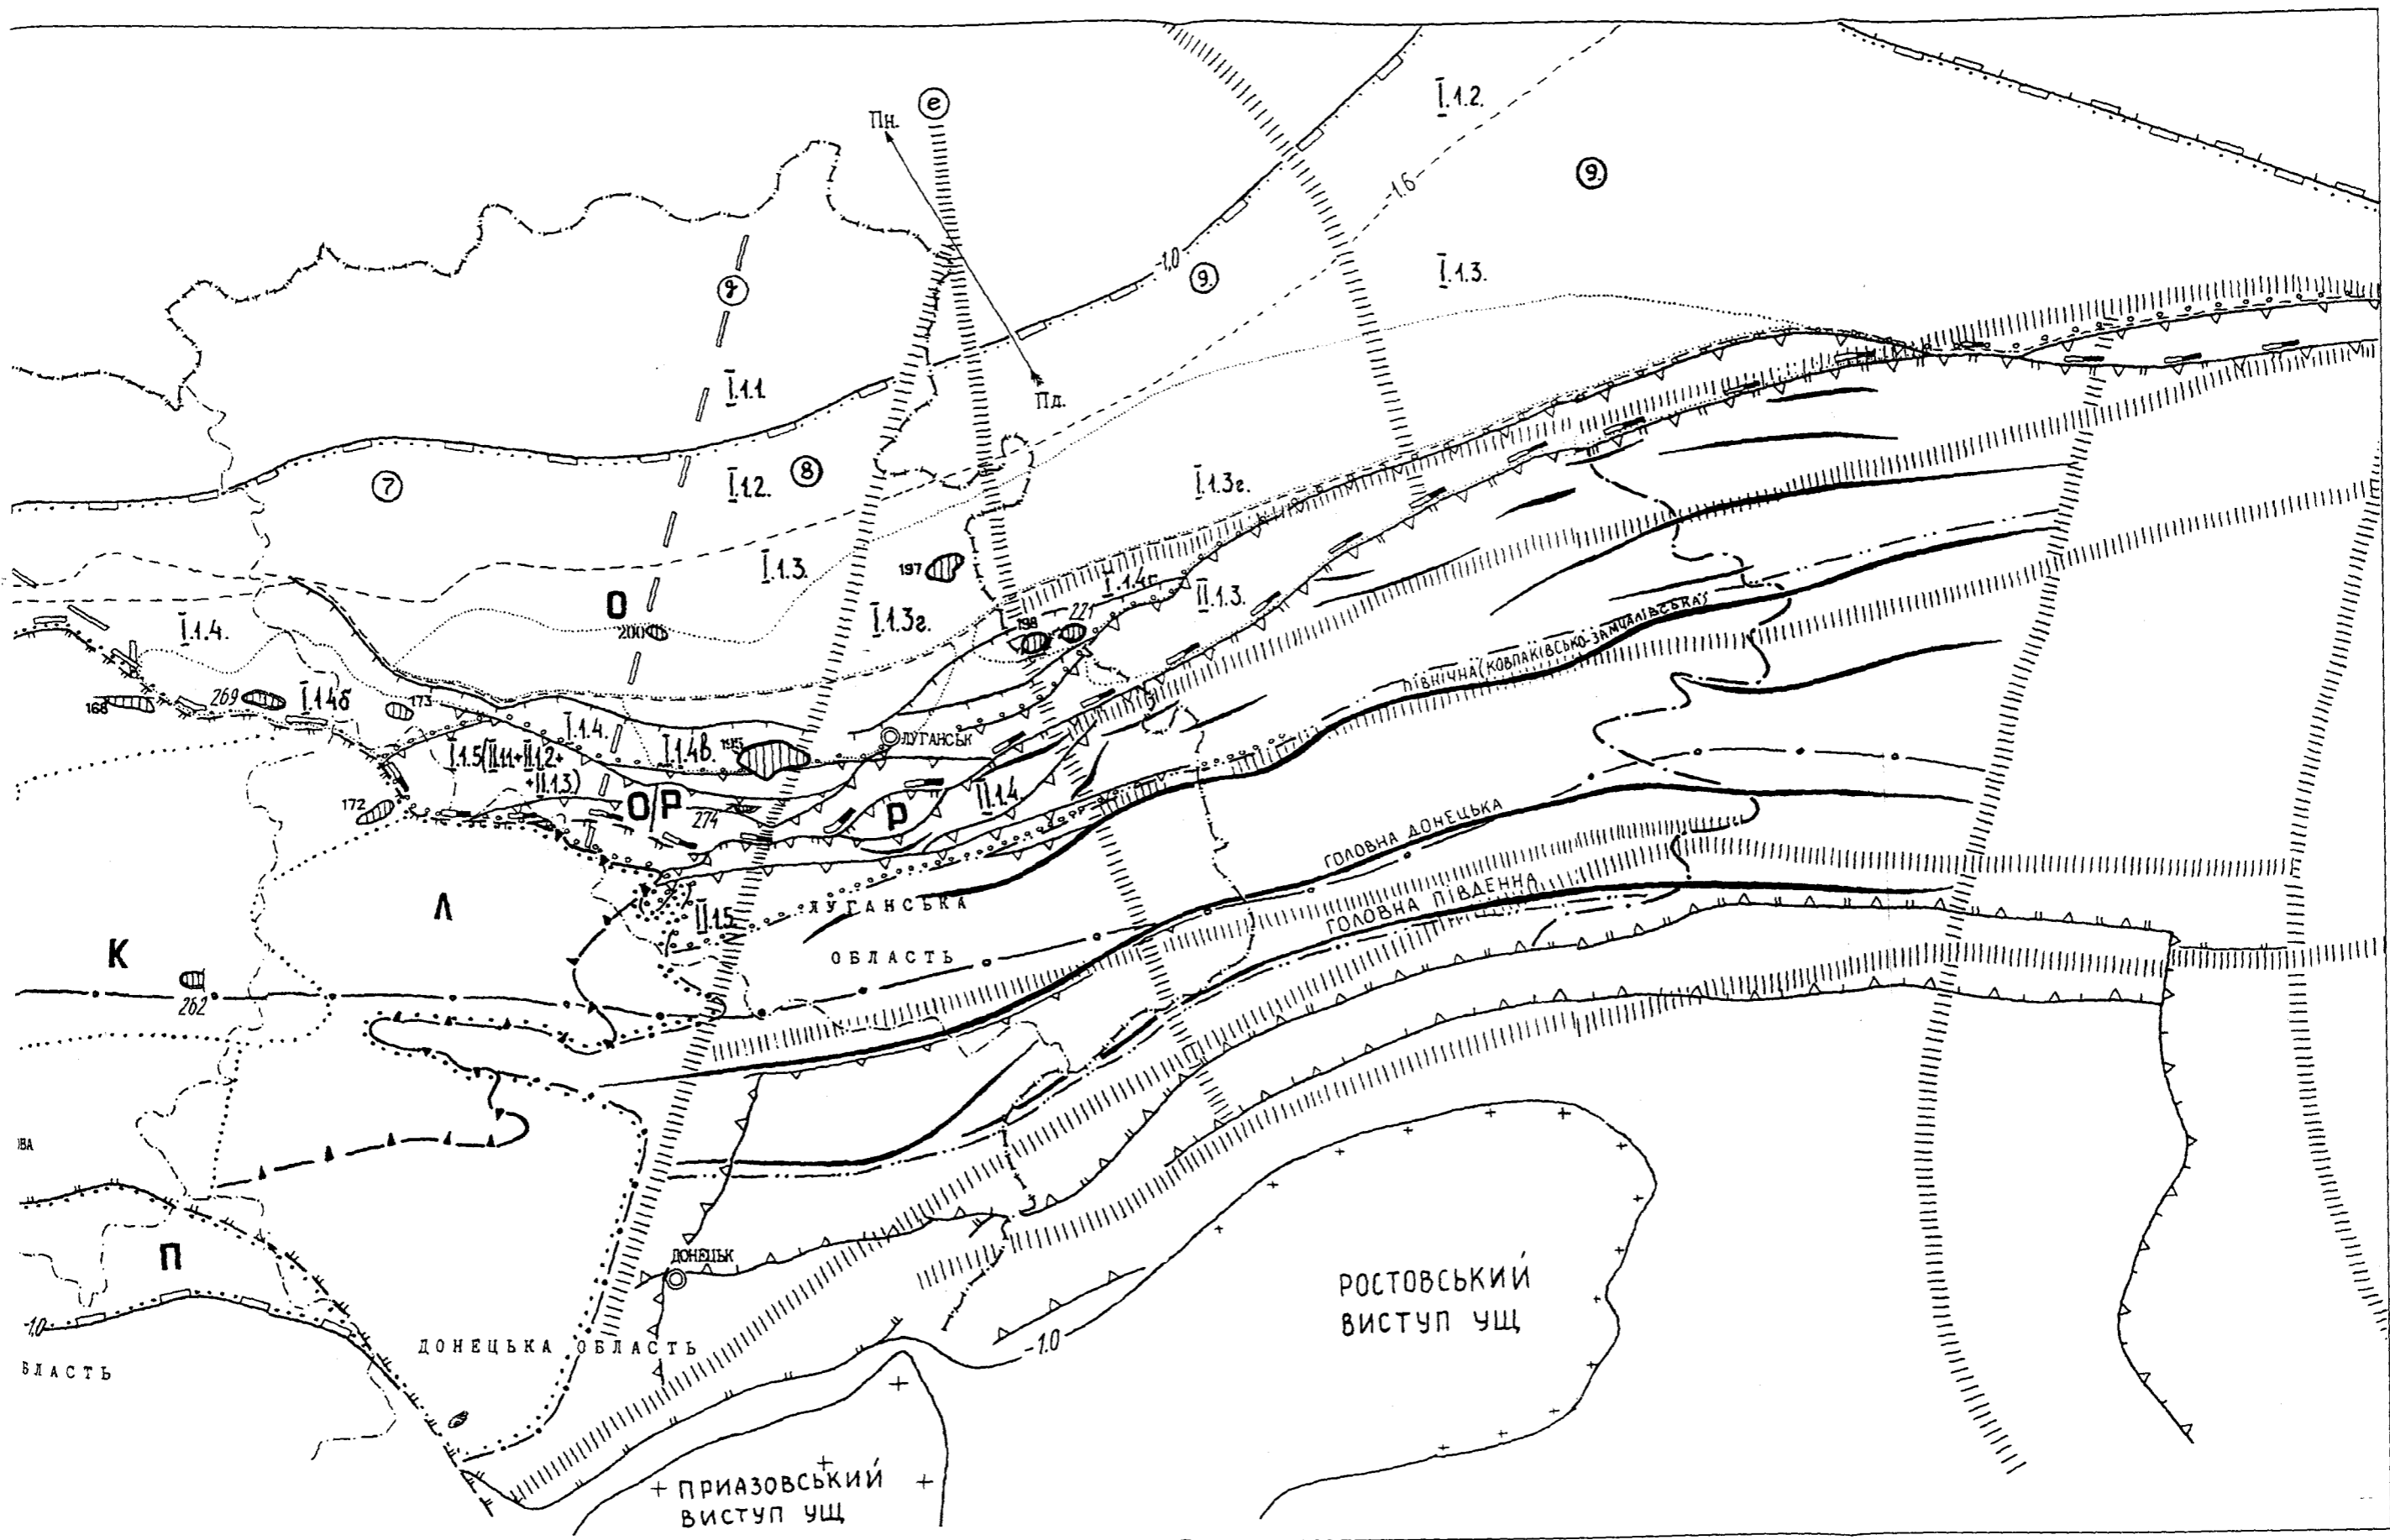 І.1.2.
е
Пн.
9.
-1.6
-1,0
9.
І.1.3.
g
Пд.
І.1.1.
7
І.1.2.
8
І.1.3г.
197
І.1.3.
І.1.4г.
ІІ.1.3.
О
200
І.1.4.
І.1.3г.
198
271
ПІВНІЧНА (КОВПАКІВСЬКО-ЗАМЧАЛІВСЬКА)
168
269
І.1.4б
173
І.1.4.
І.1.4в.
195
ЛУГАНСЬК
І.1.5(ІІ.1.1+ІІ.1.2+
+ІІ.1.3)
172
О/Р
274
Р
ІІ.1.4
ГОЛОВНА ДОНЕЦЬКА
ГОЛОВНА ПІВДЕННА
Л
ІІ.1.5.
ЛУГАНСЬКА
ОБЛАСТЬ
К
262
ОВА
П
ДОНЕЦЬК
-1,0
ДОНЕЦЬКА ОБЛАСТЬ
БЛАСТЬ
-1.0
РОСТОВСЬКИЙ
ВИСТУП УЩ
ПРИАЗОВСЬКИЙ
ВИСТУП УЩ